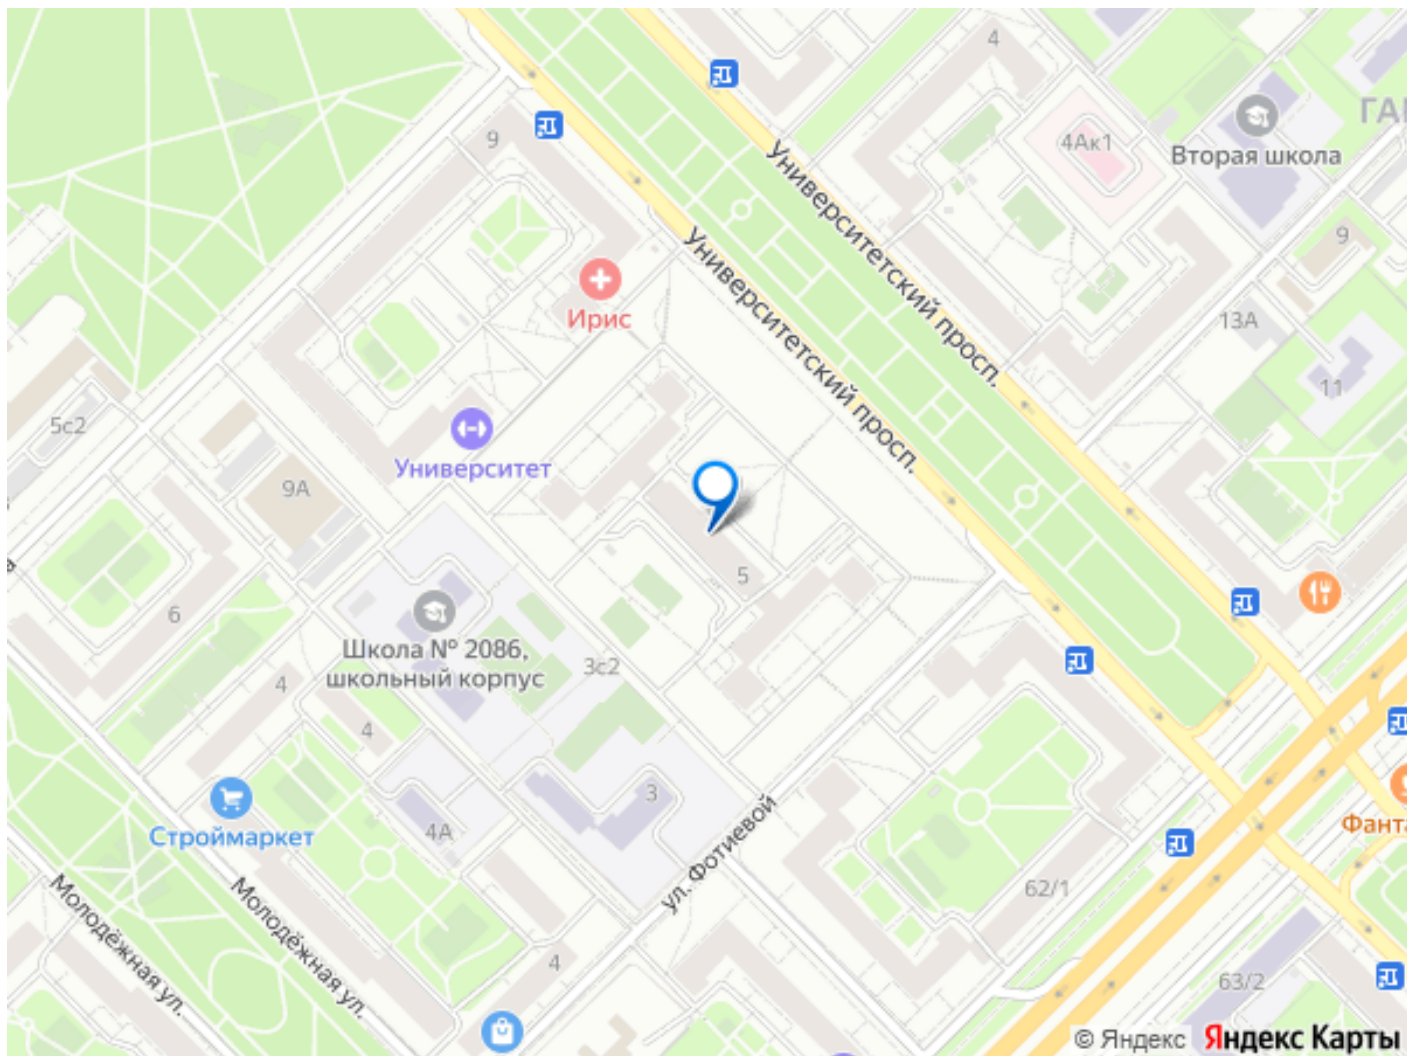 4
9
Вторая школа
4Ак1
Университетский просп.
Университетский просп.
9
13А
Ирис
11
5с2
Университет
9А
5
6
Школа № 2086,
школьный корпус
3с2
4
4
3
Строймаркет
4А
ул. Фотиевой
62/1
Молодёжная ул.
Молодёжная ул.
4
63/2
© Яндекс Яндекс Карты